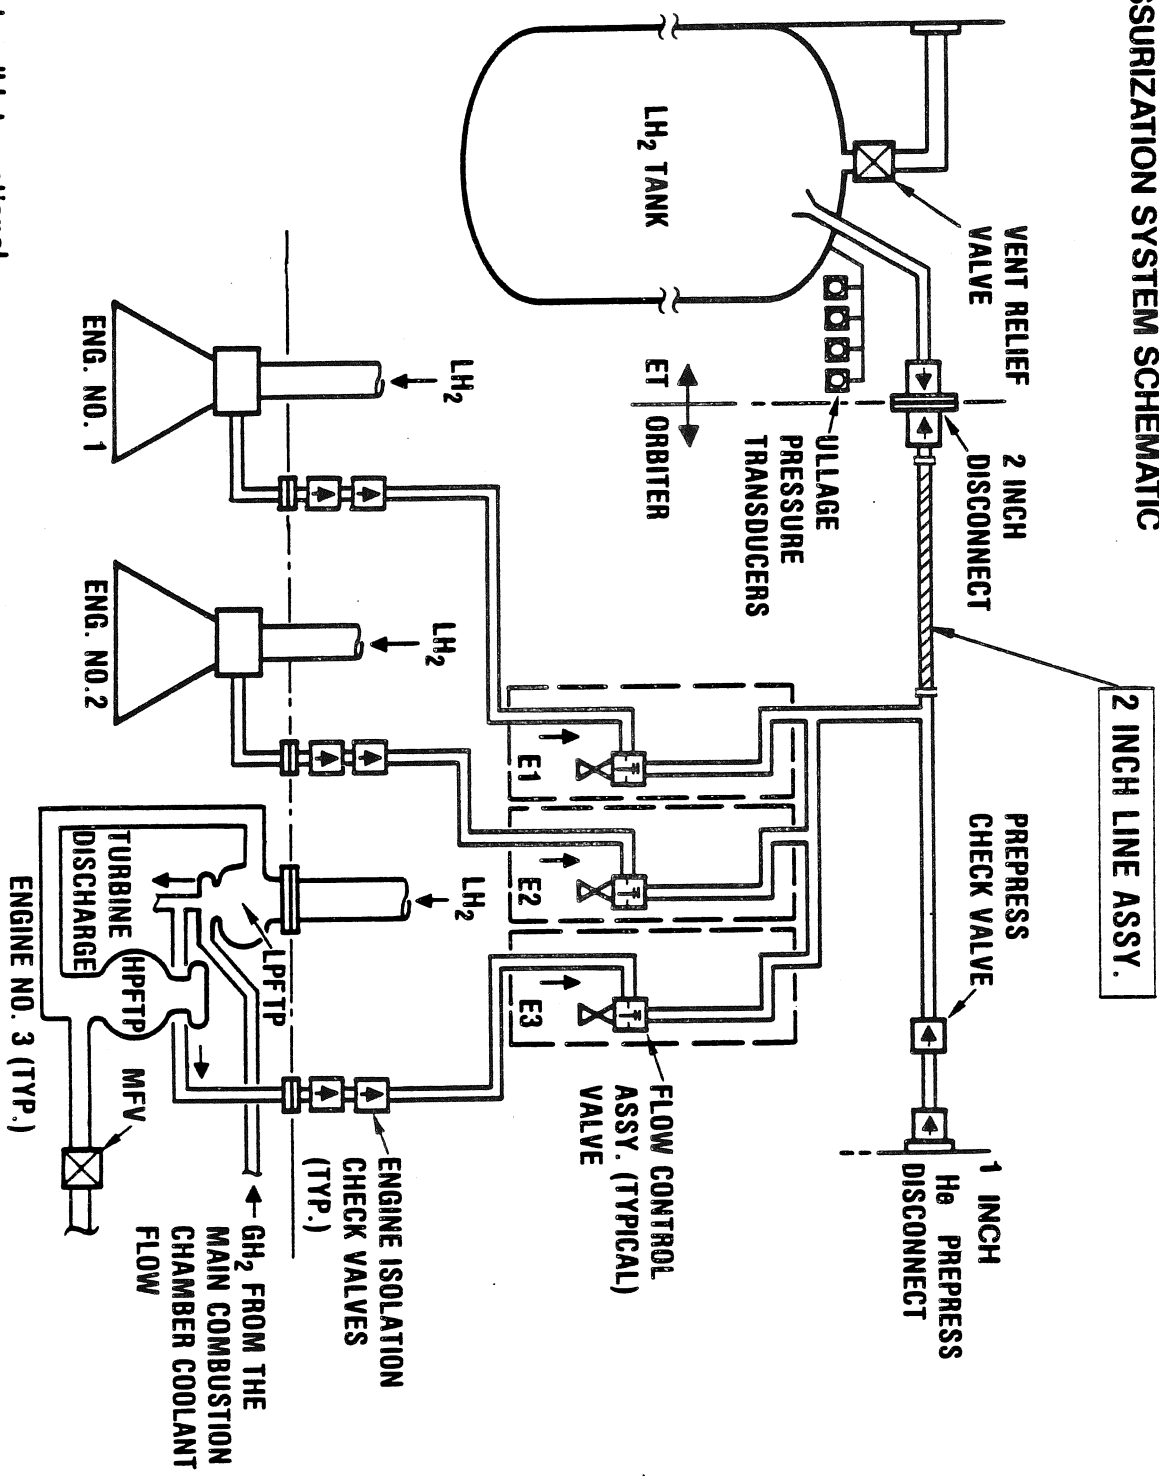 SSURIZATION SYSTEM SCHEMATIC
2 INCH LINE ASSY.
VENT RELIEF
VALVE
2 INCH
DISCONNECT
PREPRESS
CHECK VALVE
1 INCH
He PREPRESS
DISCONNECT
LH2 TANK
ULLAGE
PRESSURE
TRANSDUCERS
ET
ORBITER
E1
E2
E3
FLOW CONTROL
ASSY. (TYPICAL)
VALVE
LH2
LH2
LH2
ENGINE ISOLATION
CHECK VALVES
(TYP.)
ENG. NO. 1
ENG. NO.2
LPFTP
TURBINE
DISCHARGE
HPFTP
MFV
GH2 FROM THE
MAIN COMBUSTION
CHAMBER COOLANT
FLOW
ENGINE NO. 3 (TYP.)